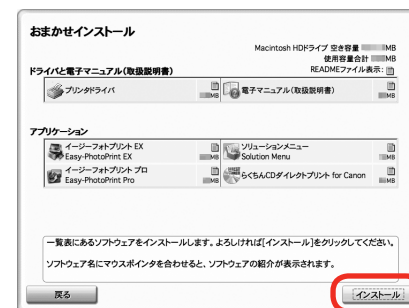 おまかせインストール
Macintosh HDドライブ 空き容量 MB
使用容量合計 MB
ドライバと電子マニュアル(取扱説明書)
READMEファイル表示:
プリンタドライバ
MB
電子マニュアル(取扱説明書)
MB
アプリケーション
イージーフォトプリント EX
Easy-PhotoPrint EX
MB
ソリューションメニュー
Solution Menu
MB
イージーフォトプリント プロ
Easy-PhotoPrint Pro
MB
らくちんCDダイレクトプリント for Canon
MB
一覧表にあるソフトウェアをインストールします。よろしければ[インストール]をクリックしてください。
ソフトウェア名にマウスポインタを合わせると、ソフトウェアの紹介が表示されます。
戻る
インストール